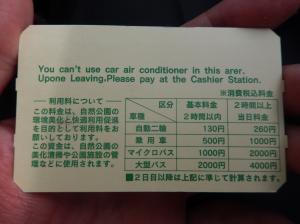 You can't use car air conditioner in this arer.
Upone Leaving,Please pay at the Cashier Station.
※消費税込料金
━ 利用料について ━
この料金は、自然公園の
環境美化と快適利用促進
を目的として利用料をお
願いしております。
この資金は、自然公園の
美化清掃や公園施設の管
理などに使用されます。
区分 基本料金 2時間以上
車種 2時間以内 当日料金
自動二輪 130円 260円
乗用車 500円 1000円
マイクロバス 1000円 2000円
大型バス 2000円 4000円
■2日目以降は上記に準じて計算されます。